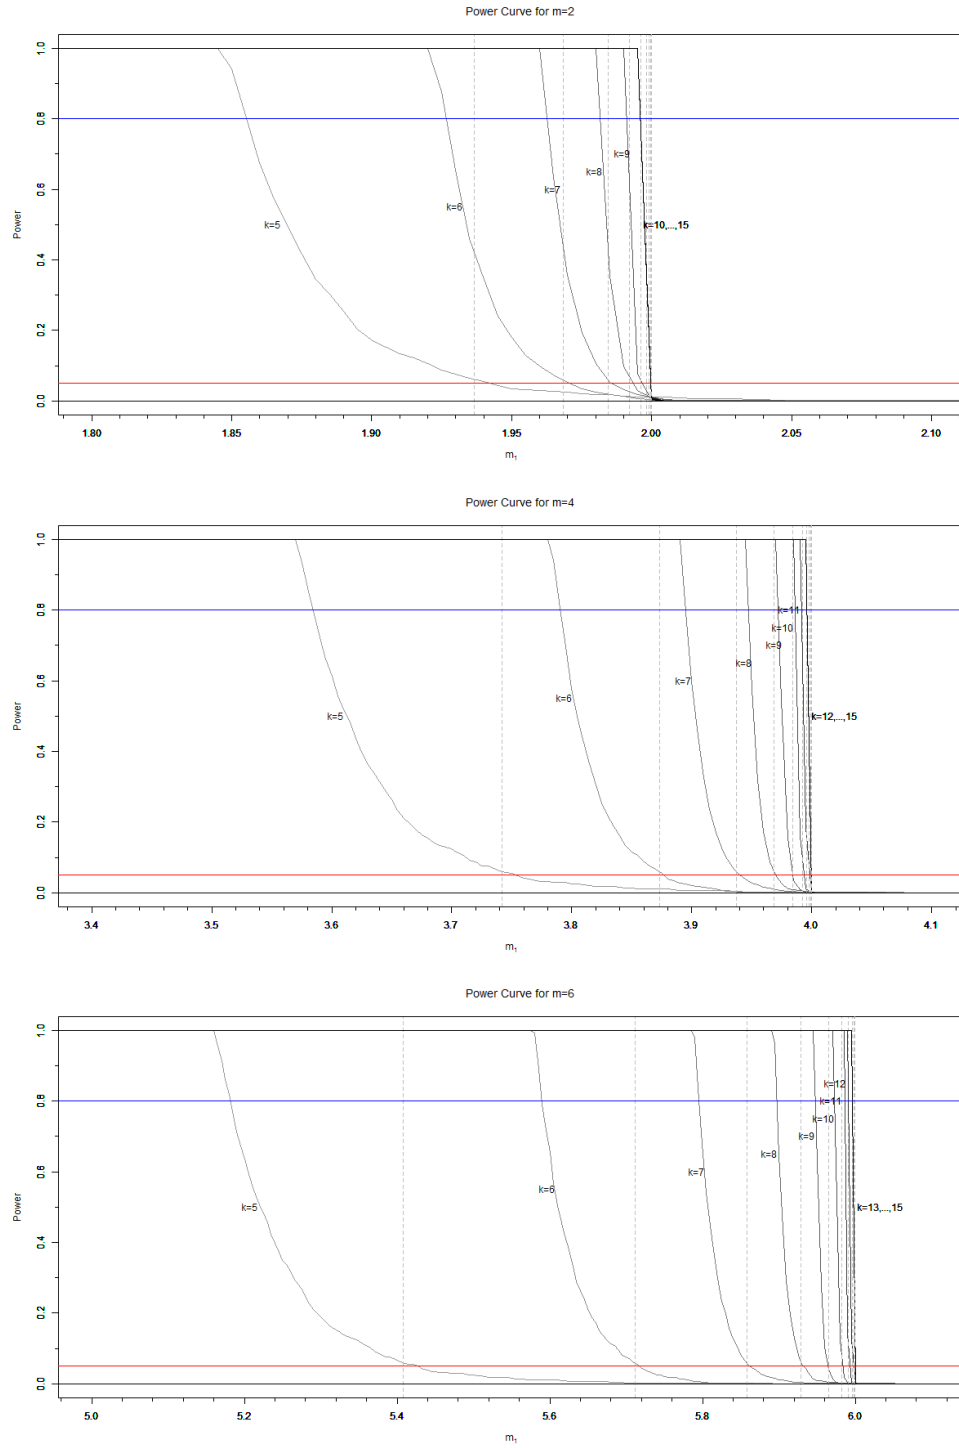 Power Curve for m=2
1.0
0.8
0.6
0.4
0.2
0.0
Power
k=5
k=6
k=7
k=8
k=9
k=10,...,15
1.80
1.85
1.90
1.95
2.00
2.05
2.10
m₁
Power Curve for m=4
1.0
0.8
0.6
0.4
0.2
0.0
Power
k=5
k=6
k=7
k=8
k=9
k=10
k=11
k=12,...,15
3.4
3.5
3.6
3.7
3.8
3.9
4.0
4.1
m₁
Power Curve for m=6
1.0
0.8
0.6
0.4
0.2
0.0
Power
k=5
k=6
k=7
k=8
k=9
k=10
k=11
k=12
k=13,...,15
5.0
5.2
5.4
5.6
5.8
6.0
m₁